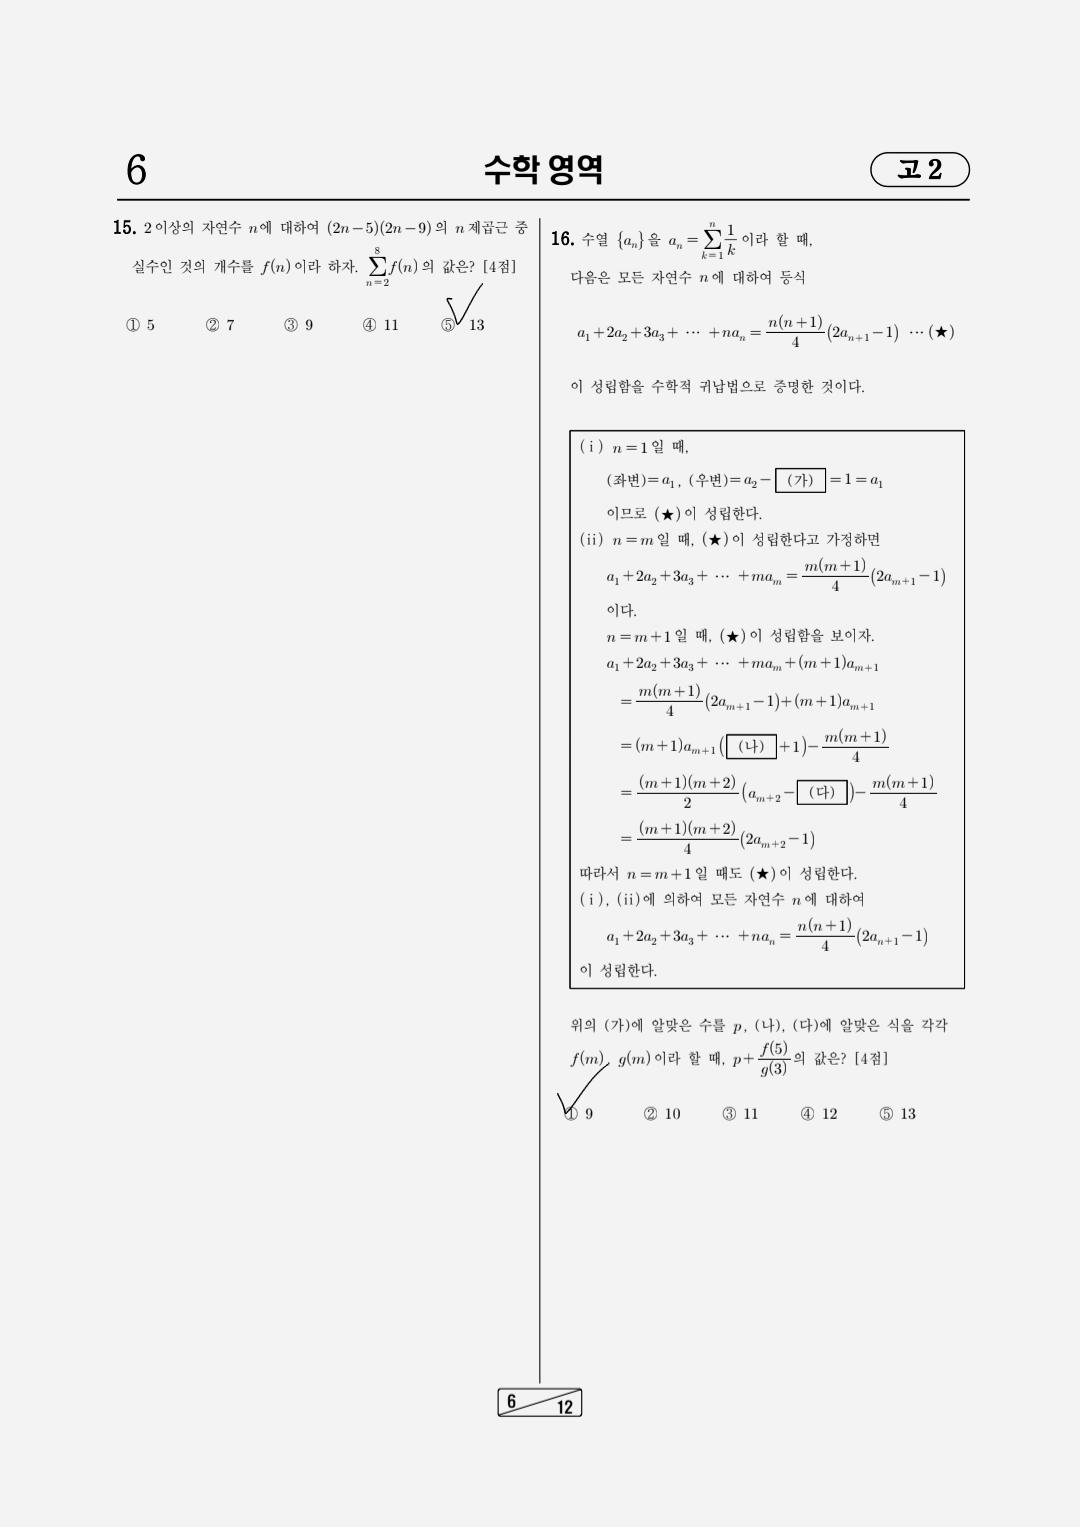 6
수학 영역
고 2
15. 2 이상의 자연수 n에 대하여 (2n−5)(2n−9)의 n제곱근 중
실수인 것의 개수를 f(n)이라 하자. \sum_{n=2}^{8} f(n)의 값은? [4점]
① 5 ② 7 ③ 9 ④ 11 ⑤ 13
16. 수열 {a_n}을 a_n = \sum_{k=1}^{n} \frac{1}{k} 이라 할 때,
다음은 모든 자연수 n에 대하여 등식
a_1+2a_2+3a_3+ ⋯ +na_n = \frac{n(n+1)}{4}(2a_{n+1}−1) ⋯ (★)
이 성립함을 수학적 귀납법으로 증명한 것이다.
(ⅰ) n=1일 때,
(좌변)=a_1, (우변)=a_2− (가) =1=a_1
이므로 (★)이 성립한다.
(ⅱ) n=m일 때, (★)이 성립한다고 가정하면
a_1+2a_2+3a_3+ ⋯ +ma_m = \frac{m(m+1)}{4}(2a_{m+1}−1)
이다.
n=m+1일 때, (★)이 성립함을 보이자.
a_1+2a_2+3a_3+ ⋯ +ma_m+(m+1)a_{m+1}
= \frac{m(m+1)}{4}(2a_{m+1}−1)+(m+1)a_{m+1}
=(m+1)a_{m+1}( (나) +1)− \frac{m(m+1)}{4}
= \frac{(m+1)(m+2)}{2}(a_{m+2}− (다) )− \frac{m(m+1)}{4}
= \frac{(m+1)(m+2)}{4}(2a_{m+2}−1)
따라서 n=m+1일 때도 (★)이 성립한다.
(ⅰ), (ⅱ)에 의하여 모든 자연수 n에 대하여
a_1+2a_2+3a_3+ ⋯ +na_n = \frac{n(n+1)}{4}(2a_{n+1}−1)
이 성립한다.
위의 (가)에 알맞은 수를 p, (나), (다)에 알맞은 식을 각각
f(m), g(m)이라 할 때, p+\frac{f(5)}{g(3)}의 값은? [4점]
① 9 ② 10 ③ 11 ④ 12 ⑤ 13
6
12